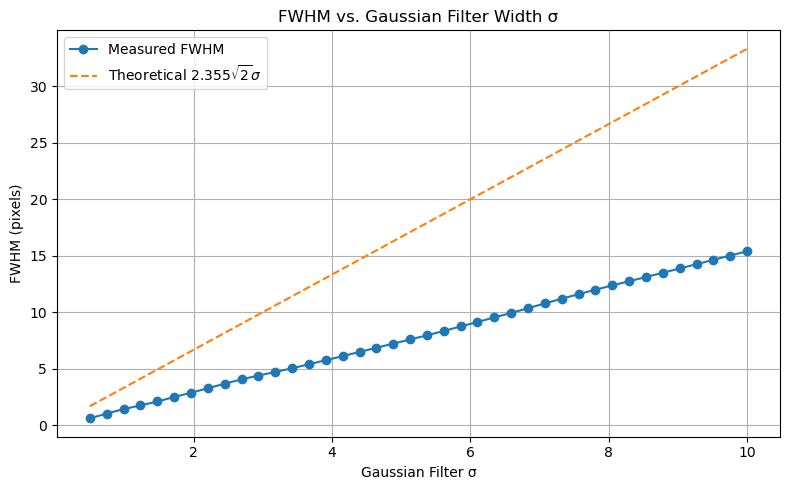 FWHM vs. Gaussian Filter Width σ
Measured FWHM
Theoretical 2.355√2σ
FWHM (pixels)
35
30
25
20
15
10
5
0
2
4
6
8
10
Gaussian Filter σ